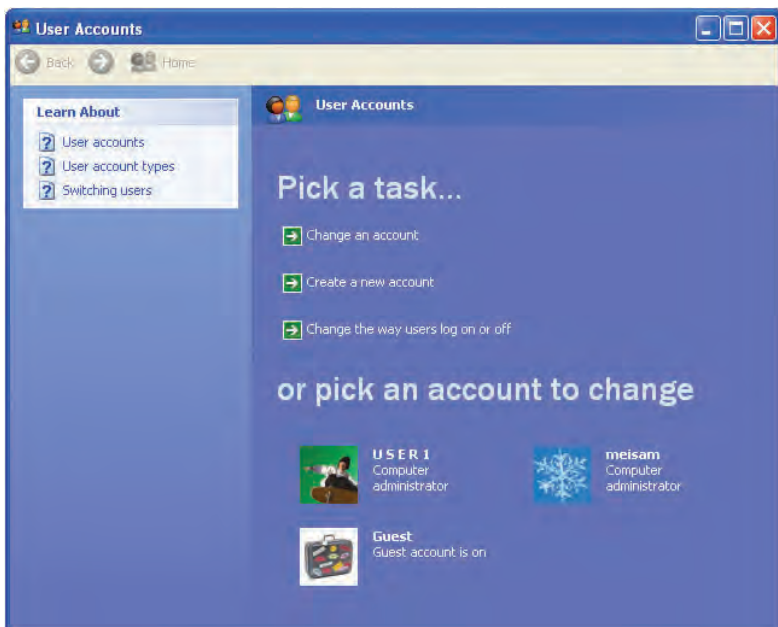 User Accounts
Back Home
Learn About
User accounts
User account types
Switching users
User Accounts
Pick a task...
Change an account
Create a new account
Change the way users log on or off
or pick an account to change
USER 1
Computer
administrator
meisam
Computer
administrator
Guest
Guest account is on